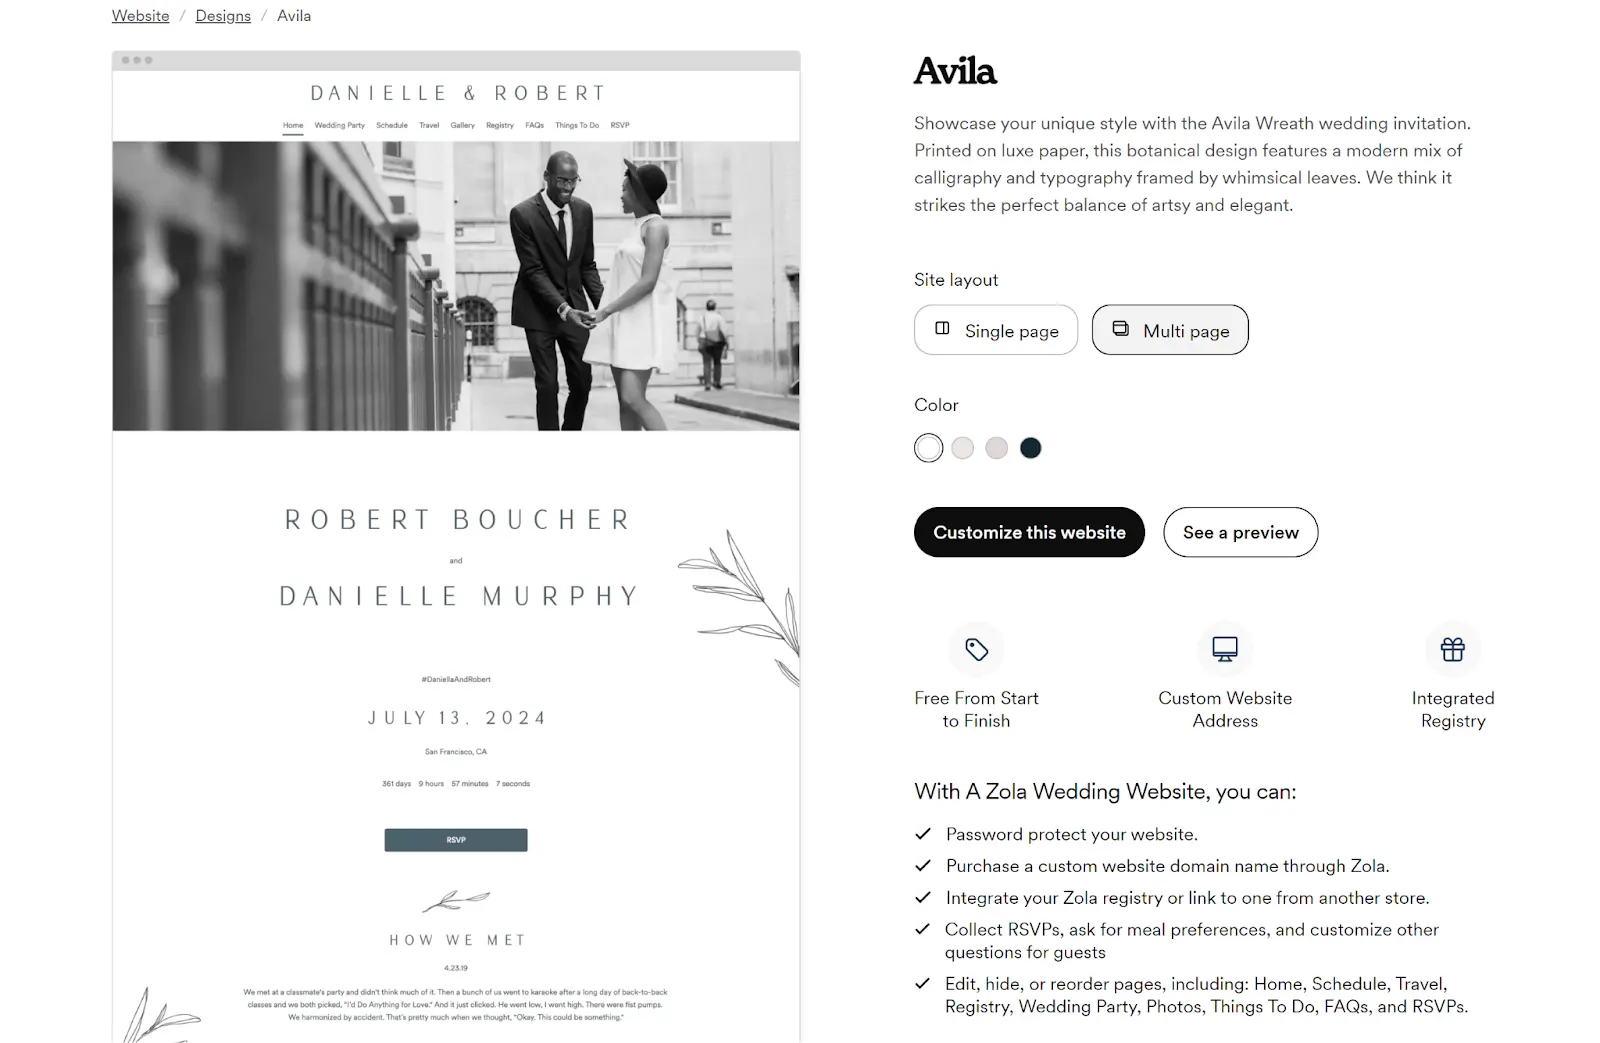 Website / Designs / Avila
DANIELLE & ROBERT
Home Wedding Party Schedule Travel Gallery Registry FAQs Things To Do RSVP
ROBERT BOUCHER
and
DANIELLE MURPHY
#DaniellaAndRobert
JULY 13, 2024
San Francisco, CA
361 days 9 hours 57 minutes 7 seconds
RSVP
HOW WE MET
4.23.19
We met at a classmate's party and didn't think much of it. Then a bunch of us went to karaoke after a long day of back-to-back
classes and we both picked, "I'd Do Anything for Love." And it just clicked. He went low, I went high. There were fist pumps.
We harmonized by accident. That's pretty much when we thought, "Okay. This could be something."
Avila
Showcase your unique style with the Avila Wreath wedding invitation.
Printed on luxe paper, this botanical design features a modern mix of
calligraphy and typography framed by whimsical leaves. We think it
strikes the perfect balance of artsy and elegant.
Site layout
Single page
Multi page
Color
Customize this website
See a preview
Free From Start
to Finish
Custom Website
Address
Integrated
Registry
With A Zola Wedding Website, you can:
Password protect your website.
Purchase a custom website domain name through Zola.
Integrate your Zola registry or link to one from another store.
Collect RSVPs, ask for meal preferences, and customize other
questions for guests
Edit, hide, or reorder pages, including: Home, Schedule, Travel,
Registry, Wedding Party, Photos, Things To Do, FAQs, and RSVPs.